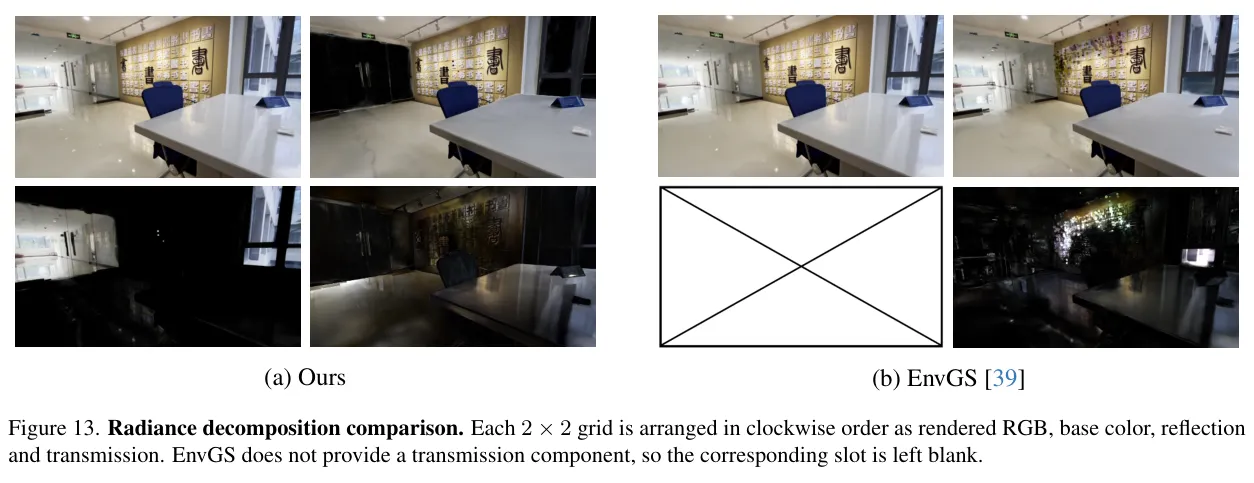 (a) Ours
(b) EnvGS [39]
Figure 13. Radiance decomposition comparison. Each 2 × 2 grid is arranged in clockwise order as rendered RGB, base color, reflection
and transmission. EnvGS does not provide a transmission component, so the corresponding slot is left blank.